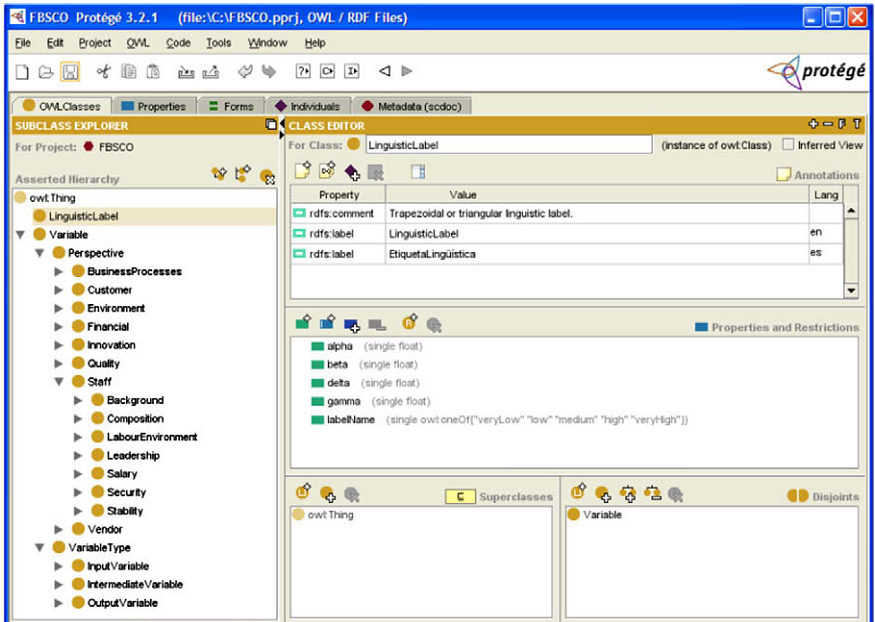 FBSCO Protégé 3.2.1 (file:\C:\FBSCO.pprj, OWL / RDF Files)
File Edit Project OWL Code Tools Window Help
protégé
OWLClasses Properties Forms Individuals Metadata (scdoc)
SUBCLASS EXPLORER
For Project: FBSCO
Asserted Hierarchy
owl:Thing
LinguisticLabel
Variable
Perspective
BusinessProcesses
Customer
Environment
Financial
Innovation
Quality
Staff
Background
Composition
LabourEnvironment
Leadership
Salary
Security
Stability
Vendor
VariableType
InputVariable
IntermediateVariable
OutputVariable
CLASS EDITOR
For Class: LinguisticLabel (instance of owl:Class) Inferred View
Annotations
Property Value Lang
rdfs:comment Trapezoidal or triangular linguistic label.
rdfs:label LinguisticLabel en
rdfs:label EtiquetaLingüística es
Properties and Restrictions
alpha (single float)
beta (single float)
delta (single float)
gamma (single float)
labelName (single owl:oneOf{"veryLow" "low" "medium" "high" "veryHigh"})
Superclasses
owl:Thing
Disjoints
Variable